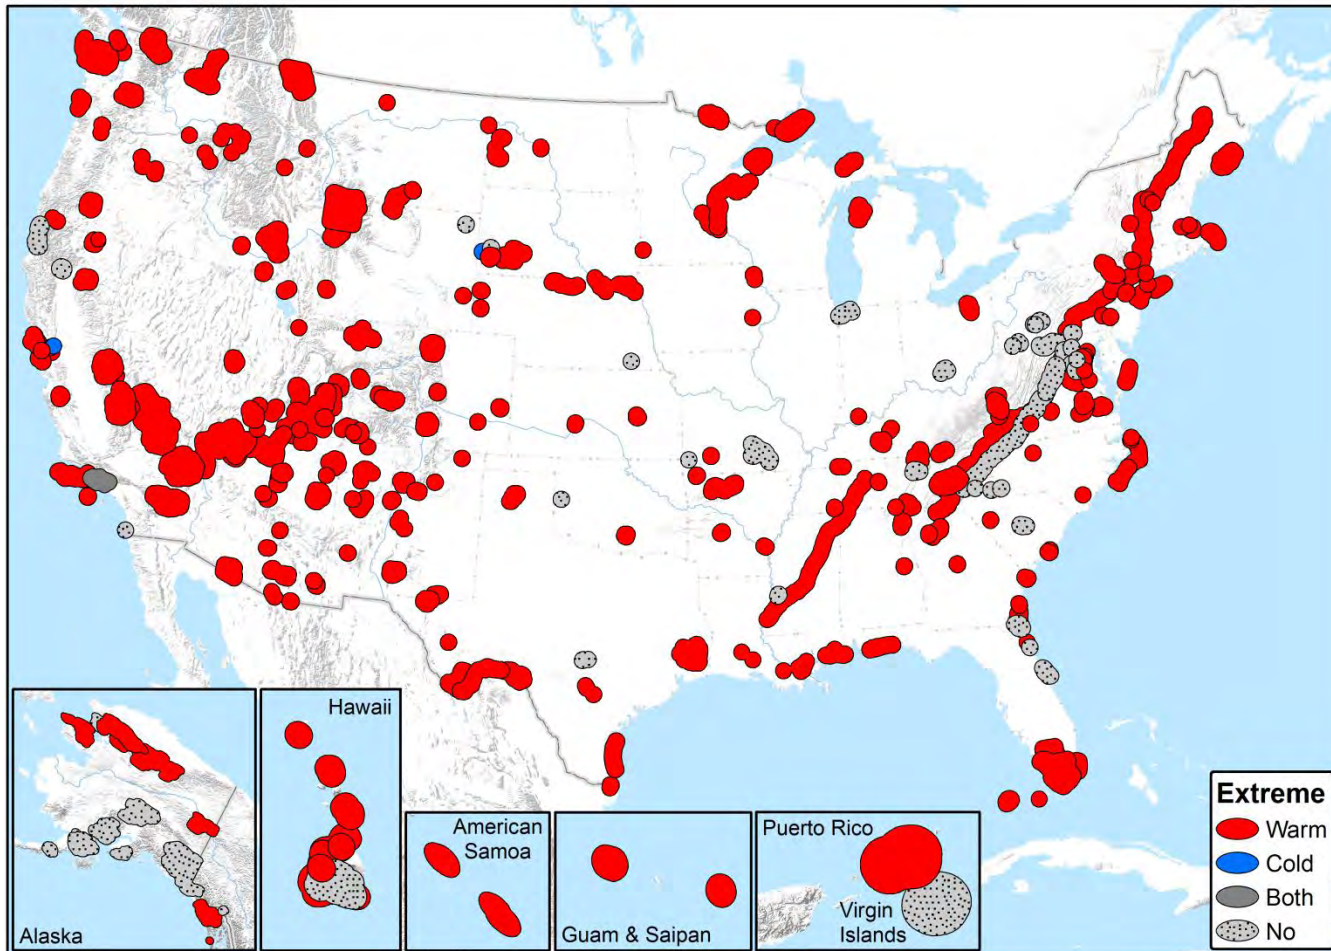 Hawaii
Alaska
American
Samoa
Guam & Saipan
Puerto Rico
Virgin
Islands
Extreme
Warm
Cold
Both
No